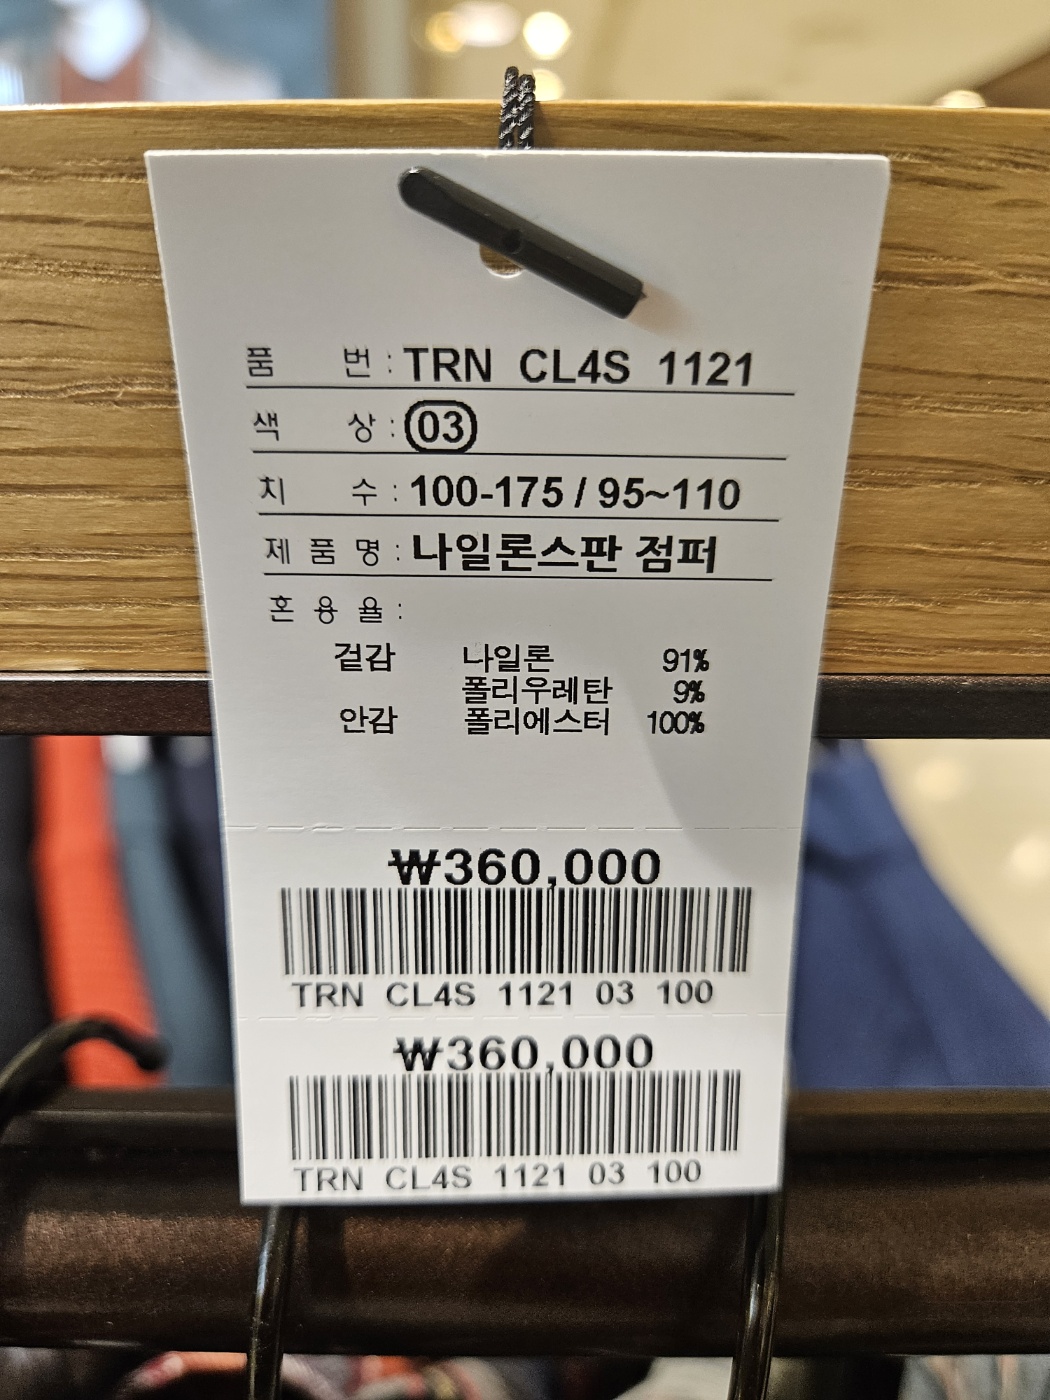 품 번 : TRN CL4S 1121
색 상 : 03
치 수 : 100-175 / 95~110
제 품 명 : 나일론스판 점퍼
혼 용 율 :
겉감 나일론 91%
폴리우레탄 9%
안감 폴리에스터 100%
₩360,000
TRN CL4S 1121 03 100
₩360,000
TRN CL4S 1121 03 100